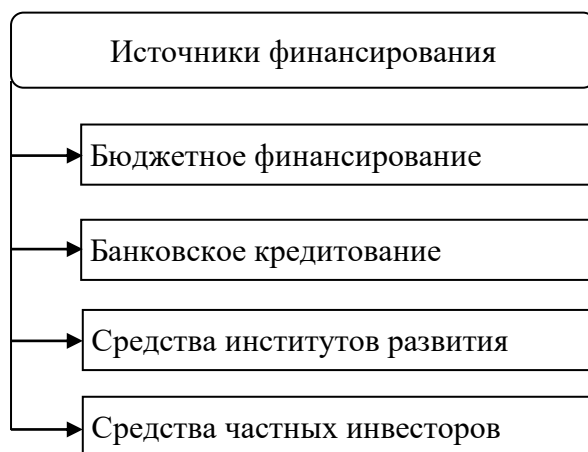 Источники финансирования
Бюджетное финансирование
Банковское кредитование
Средства институтов развития
Средства частных инвесторов